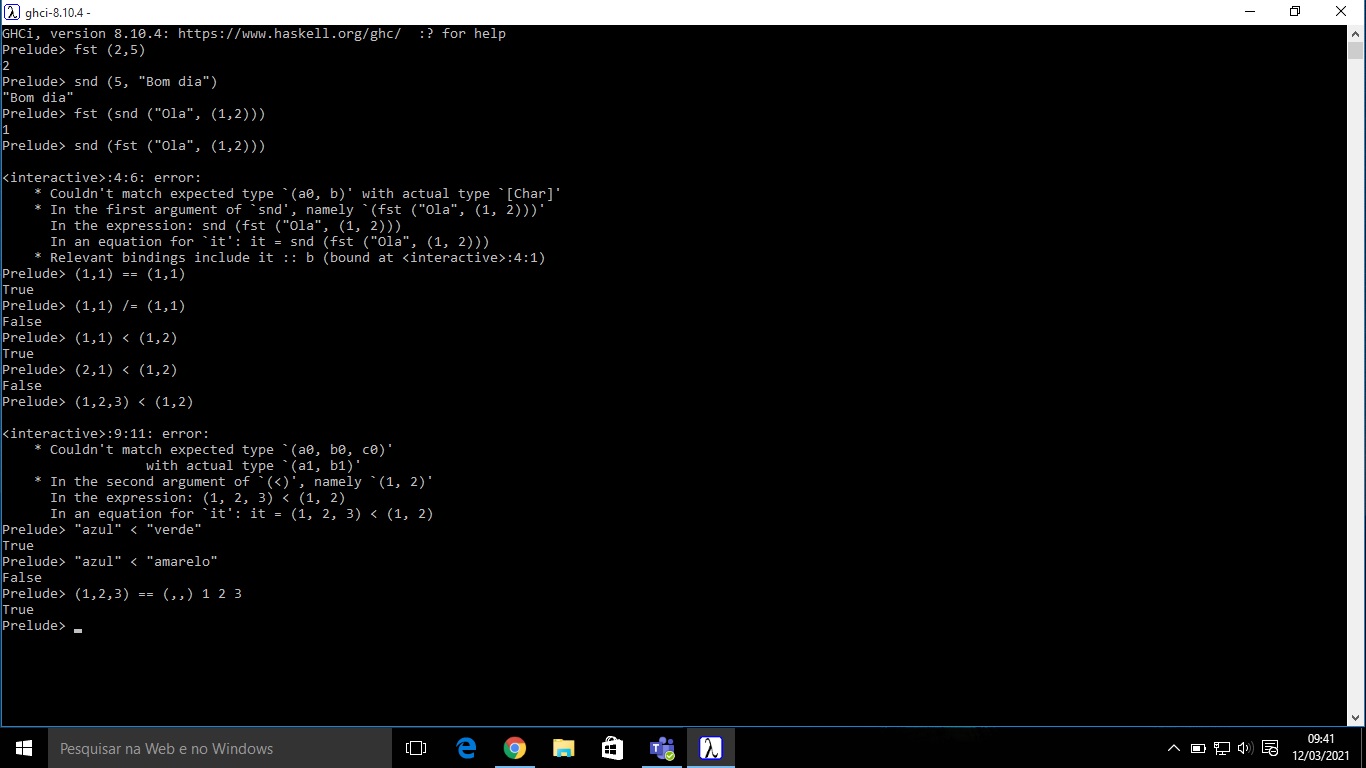 ghci-8.10.4 -
GHCi, version 8.10.4: https://www.haskell.org/ghc/  :? for help
Prelude> fst (2,5)
2
Prelude> snd (5, "Bom dia")
"Bom dia"
Prelude> fst (snd ("Ola", (1,2)))
1
Prelude> snd (fst ("Ola", (1,2)))

<interactive>:4:6: error:
    * Couldn't match expected type `(a0, b)' with actual type `[Char]'
    * In the first argument of `snd', namely `(fst ("Ola", (1, 2)))'
      In the expression: snd (fst ("Ola", (1, 2)))
      In an equation for `it': it = snd (fst ("Ola", (1, 2)))
    * Relevant bindings include it :: b (bound at <interactive>:4:1)
Prelude> (1,1) == (1,1)
True
Prelude> (1,1) /= (1,1)
False
Prelude> (1,1) < (1,2)
True
Prelude> (2,1) < (1,2)
False
Prelude> (1,2,3) < (1,2)

<interactive>:9:11: error:
    * Couldn't match expected type `(a0, b0, c0)'
                  with actual type `(a1, b1)'
    * In the second argument of `(<)', namely `(1, 2)'
      In the expression: (1, 2, 3) < (1, 2)
      In an equation for `it': it = (1, 2, 3) < (1, 2)
Prelude> "azul" < "verde"
True
Prelude> "azul" < "amarelo"
False
Prelude> (1,2,3) == (,,) 1 2 3
True
Prelude>
Pesquisar na Web e no Windows
09:41
12/03/2021